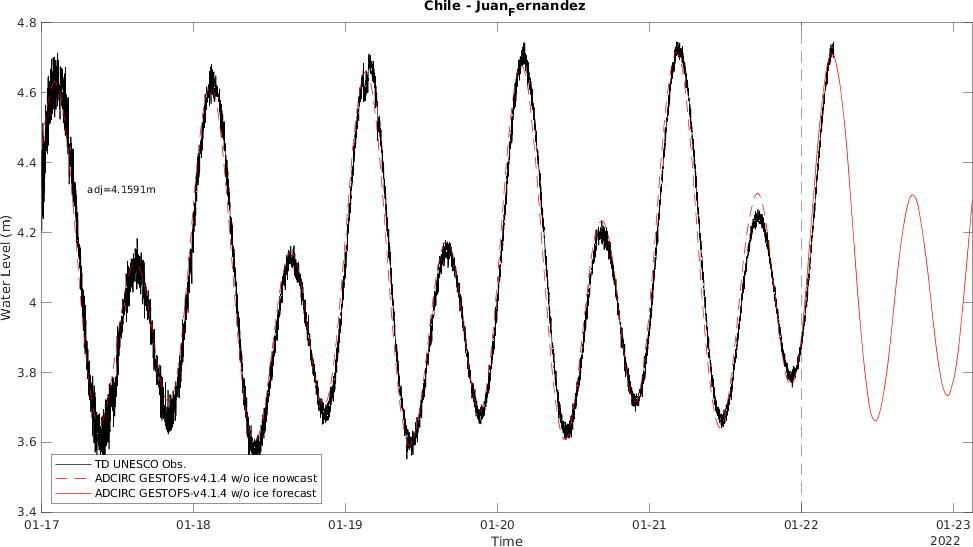 Chile - JuanFernandez
4.8
4.6
4.4
4.2
4
3.8
3.6
3.4
Water Level (m)
adj=4.1591m
TD UNESCO Obs.
ADCIRC GESTOFS-v4.1.4 w/o ice nowcast
ADCIRC GESTOFS-v4.1.4 w/o ice forecast
01-17 01-18 01-19 01-20 01-21 01-22 01-23
Time
2022